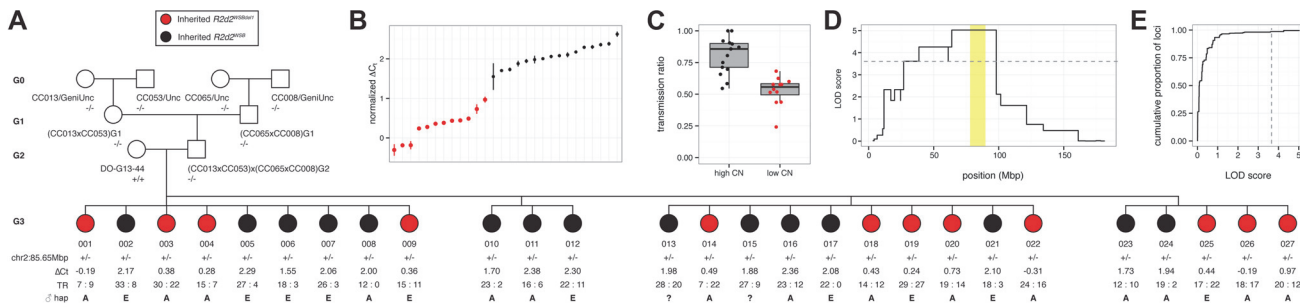 A
Inherited R2d2WSBdel1
Inherited R2d2WSB
G0
CC013/GeniUnc
-/-
CC053/Unc
-/-
CC065/Unc
-/-
CC008/GeniUnc
-/-
G1
(CC013xCC053)G1
-/-
(CC065xCC008)G1
-/-
G2
DO-G13-44
+/+
(CC013xCC053)x(CC065xCC008)G2
-/-
B
normalized ΔCt
2
1
0
C
transmission ratio
1.00
0.75
0.50
0.25
0.00
high CN
low CN
D
LOD score
5
4
3
2
1
0
0
50
100
150
position (Mbp)
E
cumulative proportion of loci
1.00
0.75
0.50
0.25
0.00
0 1 2 3 4 5
LOD score
G3
001 002 003 004 005 006 007 008 009 010 011 012 013 014 015 016 017 018 019 020 021 022 023 024 025 026 027
chr2:85.65Mbp +/- +/- +/- +/- +/- +/- +/- +/- +/- +/- +/- +/- +/- +/- +/- +/- +/- +/- +/- +/- +/- +/- +/- +/- +/- +/- +/-
ΔCt -0.19 2.17 0.38 0.28 2.29 1.55 2.06 2.00 0.36 1.70 2.38 2.30 1.98 0.49 1.88 2.36 2.08 0.43 0.24 0.73 2.10 -0.31 1.73 1.94 0.44 -0.19 0.97
TR 7 : 9 33 : 8 30 : 22 15 : 7 27 : 4 18 : 3 26 : 3 12 : 0 15 : 11 23 : 2 16 : 6 22 : 11 28 : 20 7 : 22 27 : 9 23 : 12 22 : 0 14 : 12 29 : 27 19 : 14 18 : 3 24 : 16 12 : 10 19 : 2 17 : 22 18 : 17 20 : 12
♂ hap A E A A E E E A E A A E ? A ? A E A E A E A A A E A A